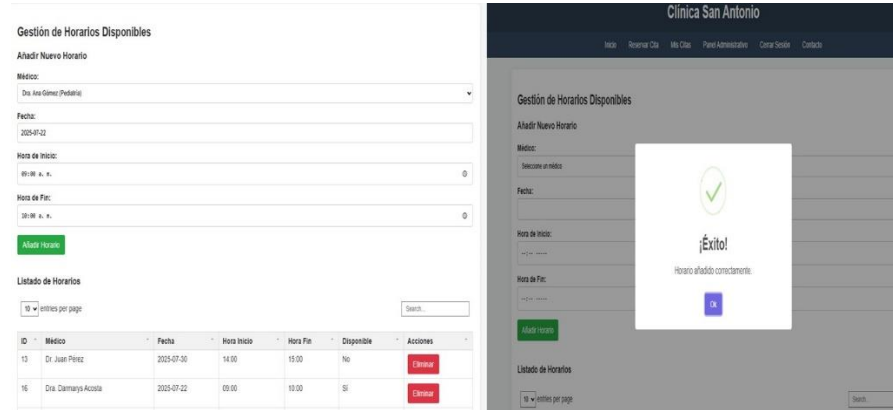 Gestión de Horarios Disponibles
Añadir Nuevo Horario
Médico:
Dra. Ana Gómez (Pediatría)
Fecha:
2025-07-22
Hora de Inicio:
09:00 a. m.
Hora de Fin:
10:00 a. m.
Añadir Horario
Listado de Horarios
10 entries per page
Search...
ID Médico Fecha Hora Inicio Hora Fin Disponible Acciones
13 Dr. Juan Pérez 2025-07-30 14:00 15:00 No Eliminar
16 Dra. Damarys Acosta 2025-07-22 09:00 10:00 Sí Eliminar
Clínica San Antonio
Inicio Reservar Cita Mis Citas Panel Administrativo Cerrar Sesión Contacto
Gestión de Horarios Disponibles
Añadir Nuevo Horario
Médico:
Seleccione un médico
Fecha:
Hora de Inicio:
--:-- -----
Hora de Fin:
--:-- -----
Añadir Horario
¡Éxito!
Horario añadido correctamente.
Ok
Listado de Horarios
10 entries per page
Search...